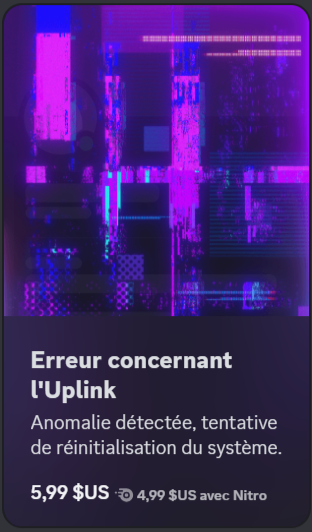 Erreur concernant
l'Uplink
Anomalie détectée, tentative
de réinitialisation du système.
5,99 $US 4,99 $US avec Nitro